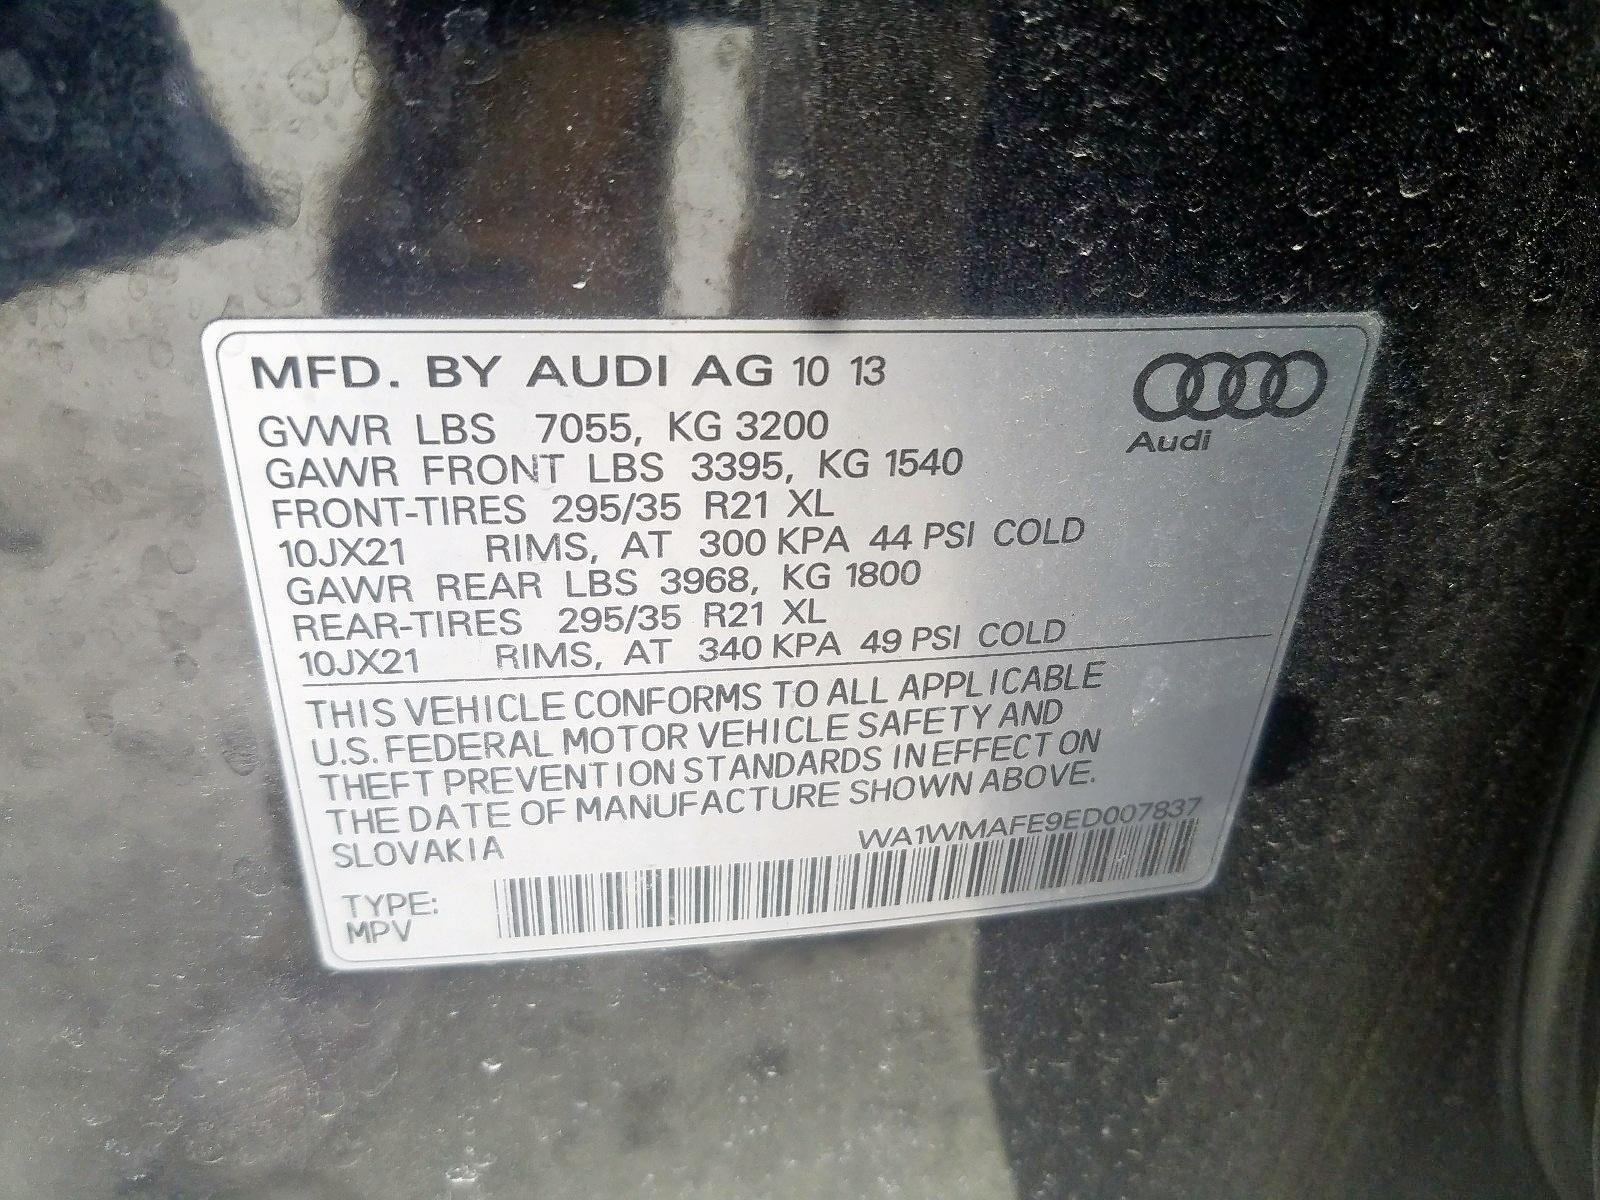 MFD. BY AUDI AG 10 13
Audi
GVWR LBS 7055, KG 3200
GAWR FRONT LBS 3395, KG 1540
FRONT-TIRES 295/35 R21 XL
10JX21 RIMS, AT 300 KPA 44 PSI COLD
GAWR REAR LBS 3968, KG 1800
REAR-TIRES 295/35 R21 XL
10JX21 RIMS, AT 340 KPA 49 PSI COLD
THIS VEHICLE CONFORMS TO ALL APPLICABLE
U.S. FEDERAL MOTOR VEHICLE SAFETY AND
THEFT PREVENTION STANDARDS IN EFFECT ON
THE DATE OF MANUFACTURE SHOWN ABOVE.
SLOVAKIA WA1WMAFE9ED007837
TYPE:
MPV